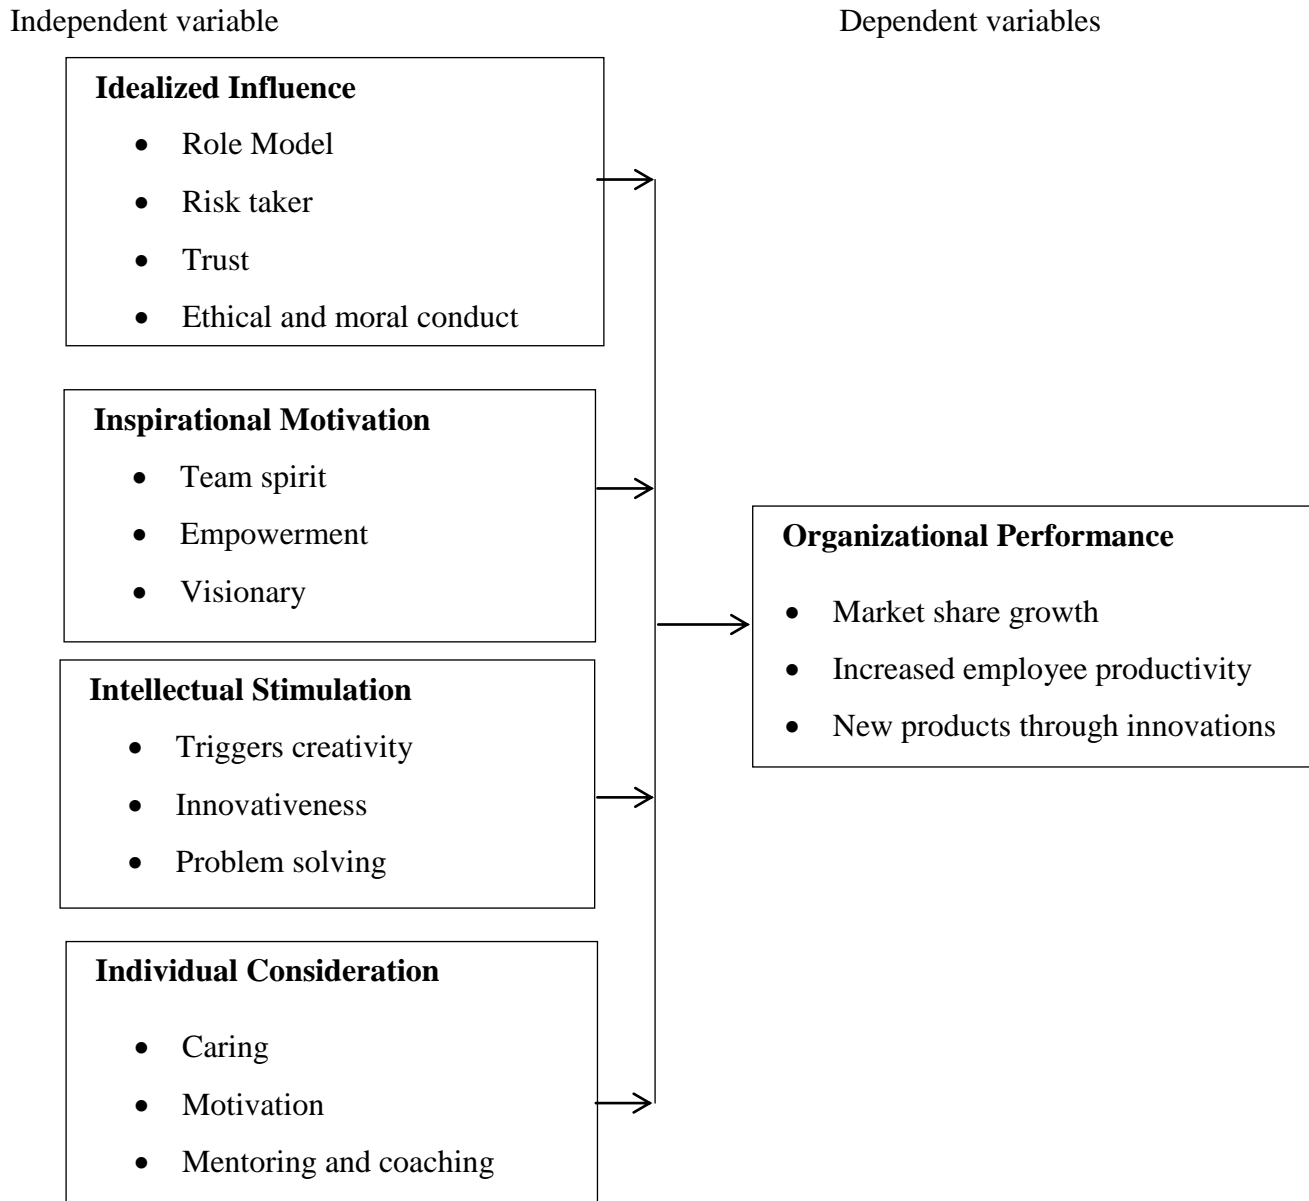 Independent variable
Dependent variables
Idealized Influence
• Role Model
• Risk taker
• Trust
• Ethical and moral conduct
Inspirational Motivation
• Team spirit
• Empowerment
• Visionary
Intellectual Stimulation
• Triggers creativity
• Innovativeness
• Problem solving
Individual Consideration
• Caring
• Motivation
• Mentoring and coaching
Organizational Performance
• Market share growth
• Increased employee productivity
• New products through innovations